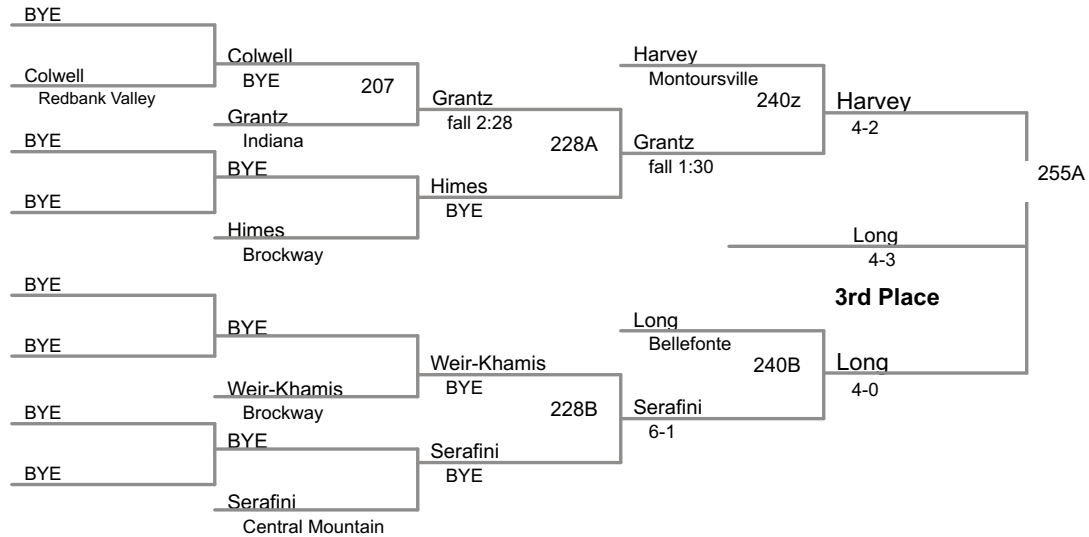 BYE
Colwell
Redbank Valley
BYE
BYE
BYE
BYE
BYE
BYE
Colwell
BYE
207
Grantz
Indiana
BYE
Himes
Brockway
BYE
Weir-Khamis
Brockway
BYE
Serafini
Central Mountain
Grantz
fall 2:28
228A
Himes
BYE
Weir-Khamis
BYE
228B
Serafini
BYE
Harvey
Montoursville
240z
Grantz
fall 1:30
Long
Bellefonte
240B
Serafini
6-1
Harvey
4-2
255A
Long
4-3
3rd Place
Long
4-0